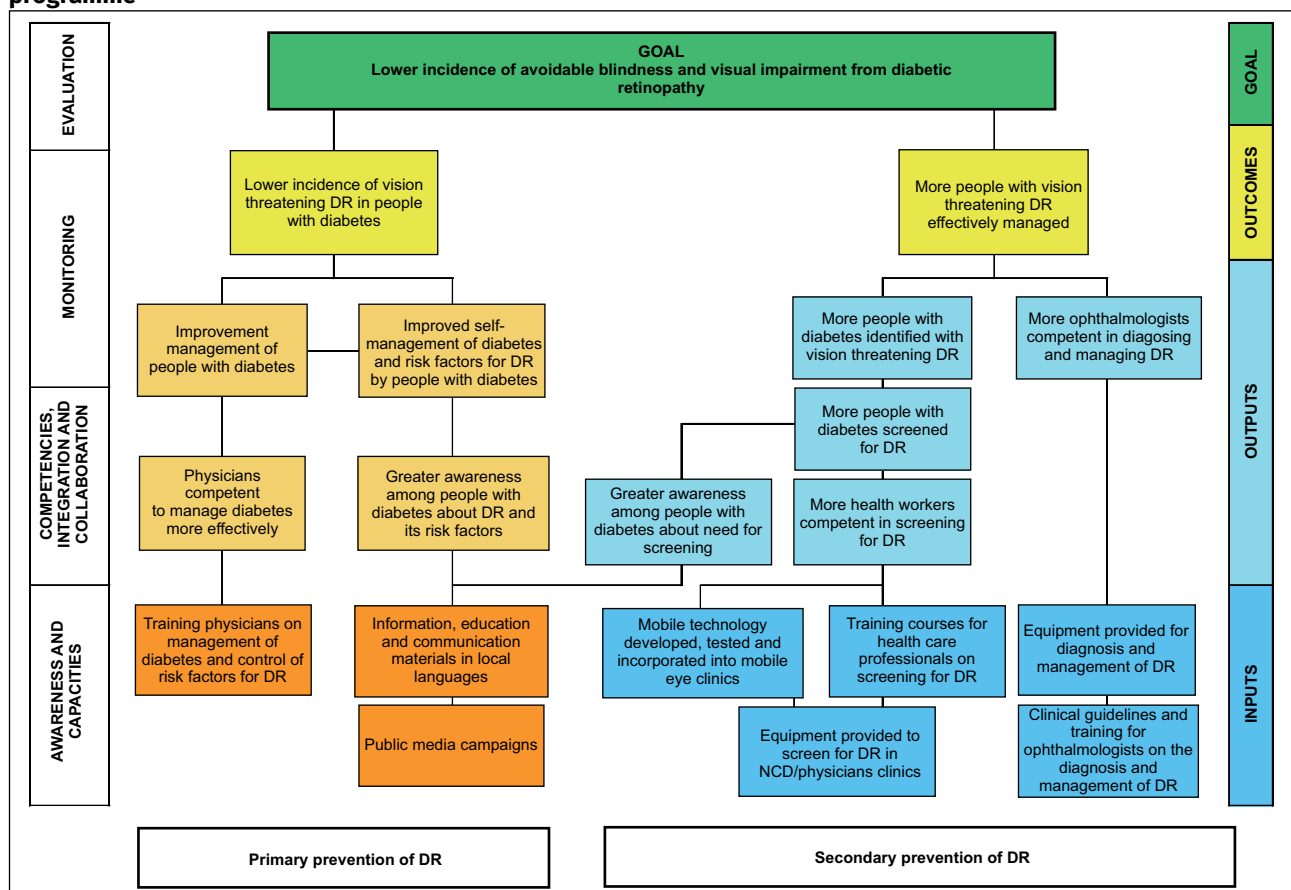 programme
EVALUATION
GOAL
Lower incidence of avoidable blindness and visual impairment from diabetic
retinopathy
GOAL
MONITORING
Lower incidence of vision
threatening DR in people
with diabetes
More people with vision
threatening DR
effectively managed
OUTCOMES
Improvement
management of
people with diabetes
Improved self-
management of diabetes
and risk factors for DR
by people with diabetes
More people with
diabetes identified with
vision threatening DR
More ophthalmologists
competent in diagosing
and managing DR
OUTPUTS
COMPETENCIES,
INTEGRATION AND
COLLABORATION
More people with
diabetes screened
for DR
Physicians
competent
to manage diabetes
more effectively
Greater awareness
among people with
diabetes about DR and
its risk factors
Greater awareness
among people with
diabetes about need for
screening
More health workers
competent in screening
for DR
AWARENESS AND
CAPACITIES
Training physicians on
management of
diabetes and control of
risk factors for DR
Information, education
and communication
materials in local
languages
Mobile technology
developed, tested and
incorporated into mobile
eye clinics
Training courses for
health care
professionals on
screening for DR
Equipment provided for
diagnosis and
management of DR
INPUTS
Public media campaigns
Equipment provided to
screen for DR in
NCD/physicians clinics
Clinical guidelines and
training for
ophthalmologists on the
diagnosis and
management of DR
Primary prevention of DR
Secondary prevention of DR